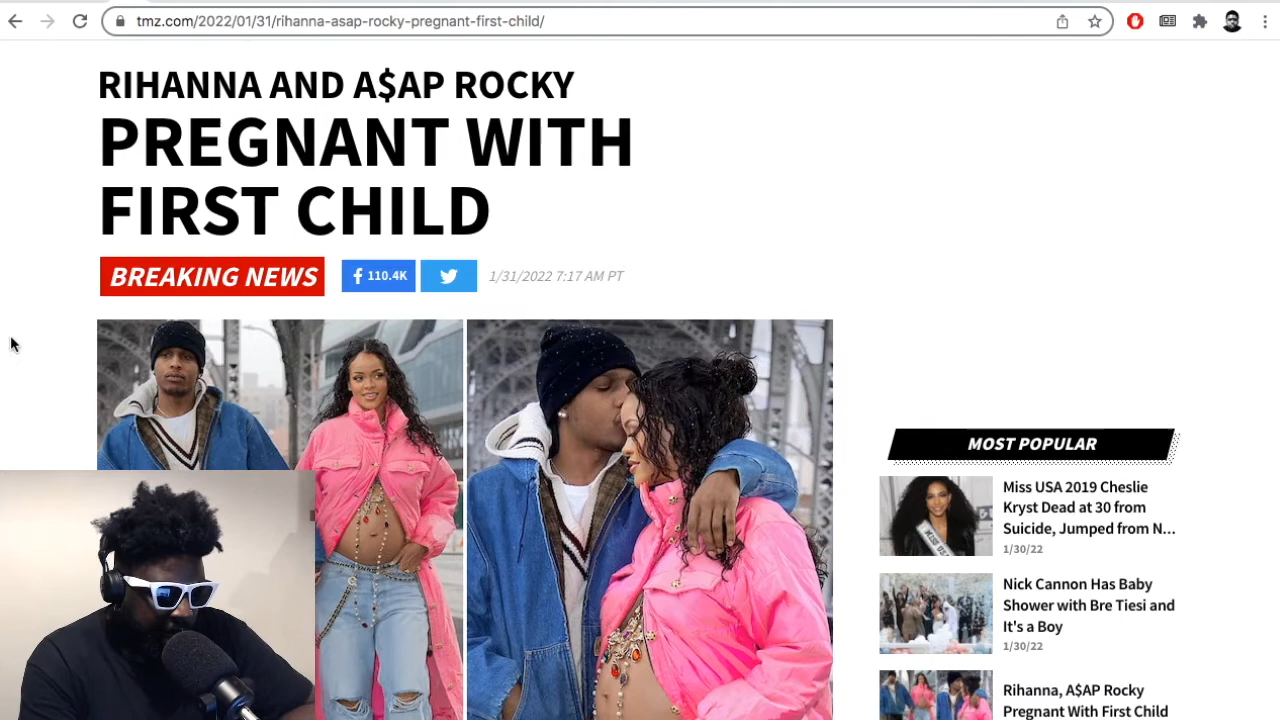 tmz.com/2022/01/31/rihanna-asap-rocky-pregnant-first-child/
RIHANNA AND A$AP ROCKY
PREGNANT WITH
FIRST CHILD
BREAKING NEWS
110.4K
1/31/2022 7:17 AM PT
MOST POPULAR
Miss USA 2019 Cheslie
Kryst Dead at 30 from
Suicide, Jumped from N...
1/30/22
Nick Cannon Has Baby
Shower with Bre Tiesi and
It's a Boy
1/30/22
Rihanna, A$AP Rocky
Pregnant With First Child